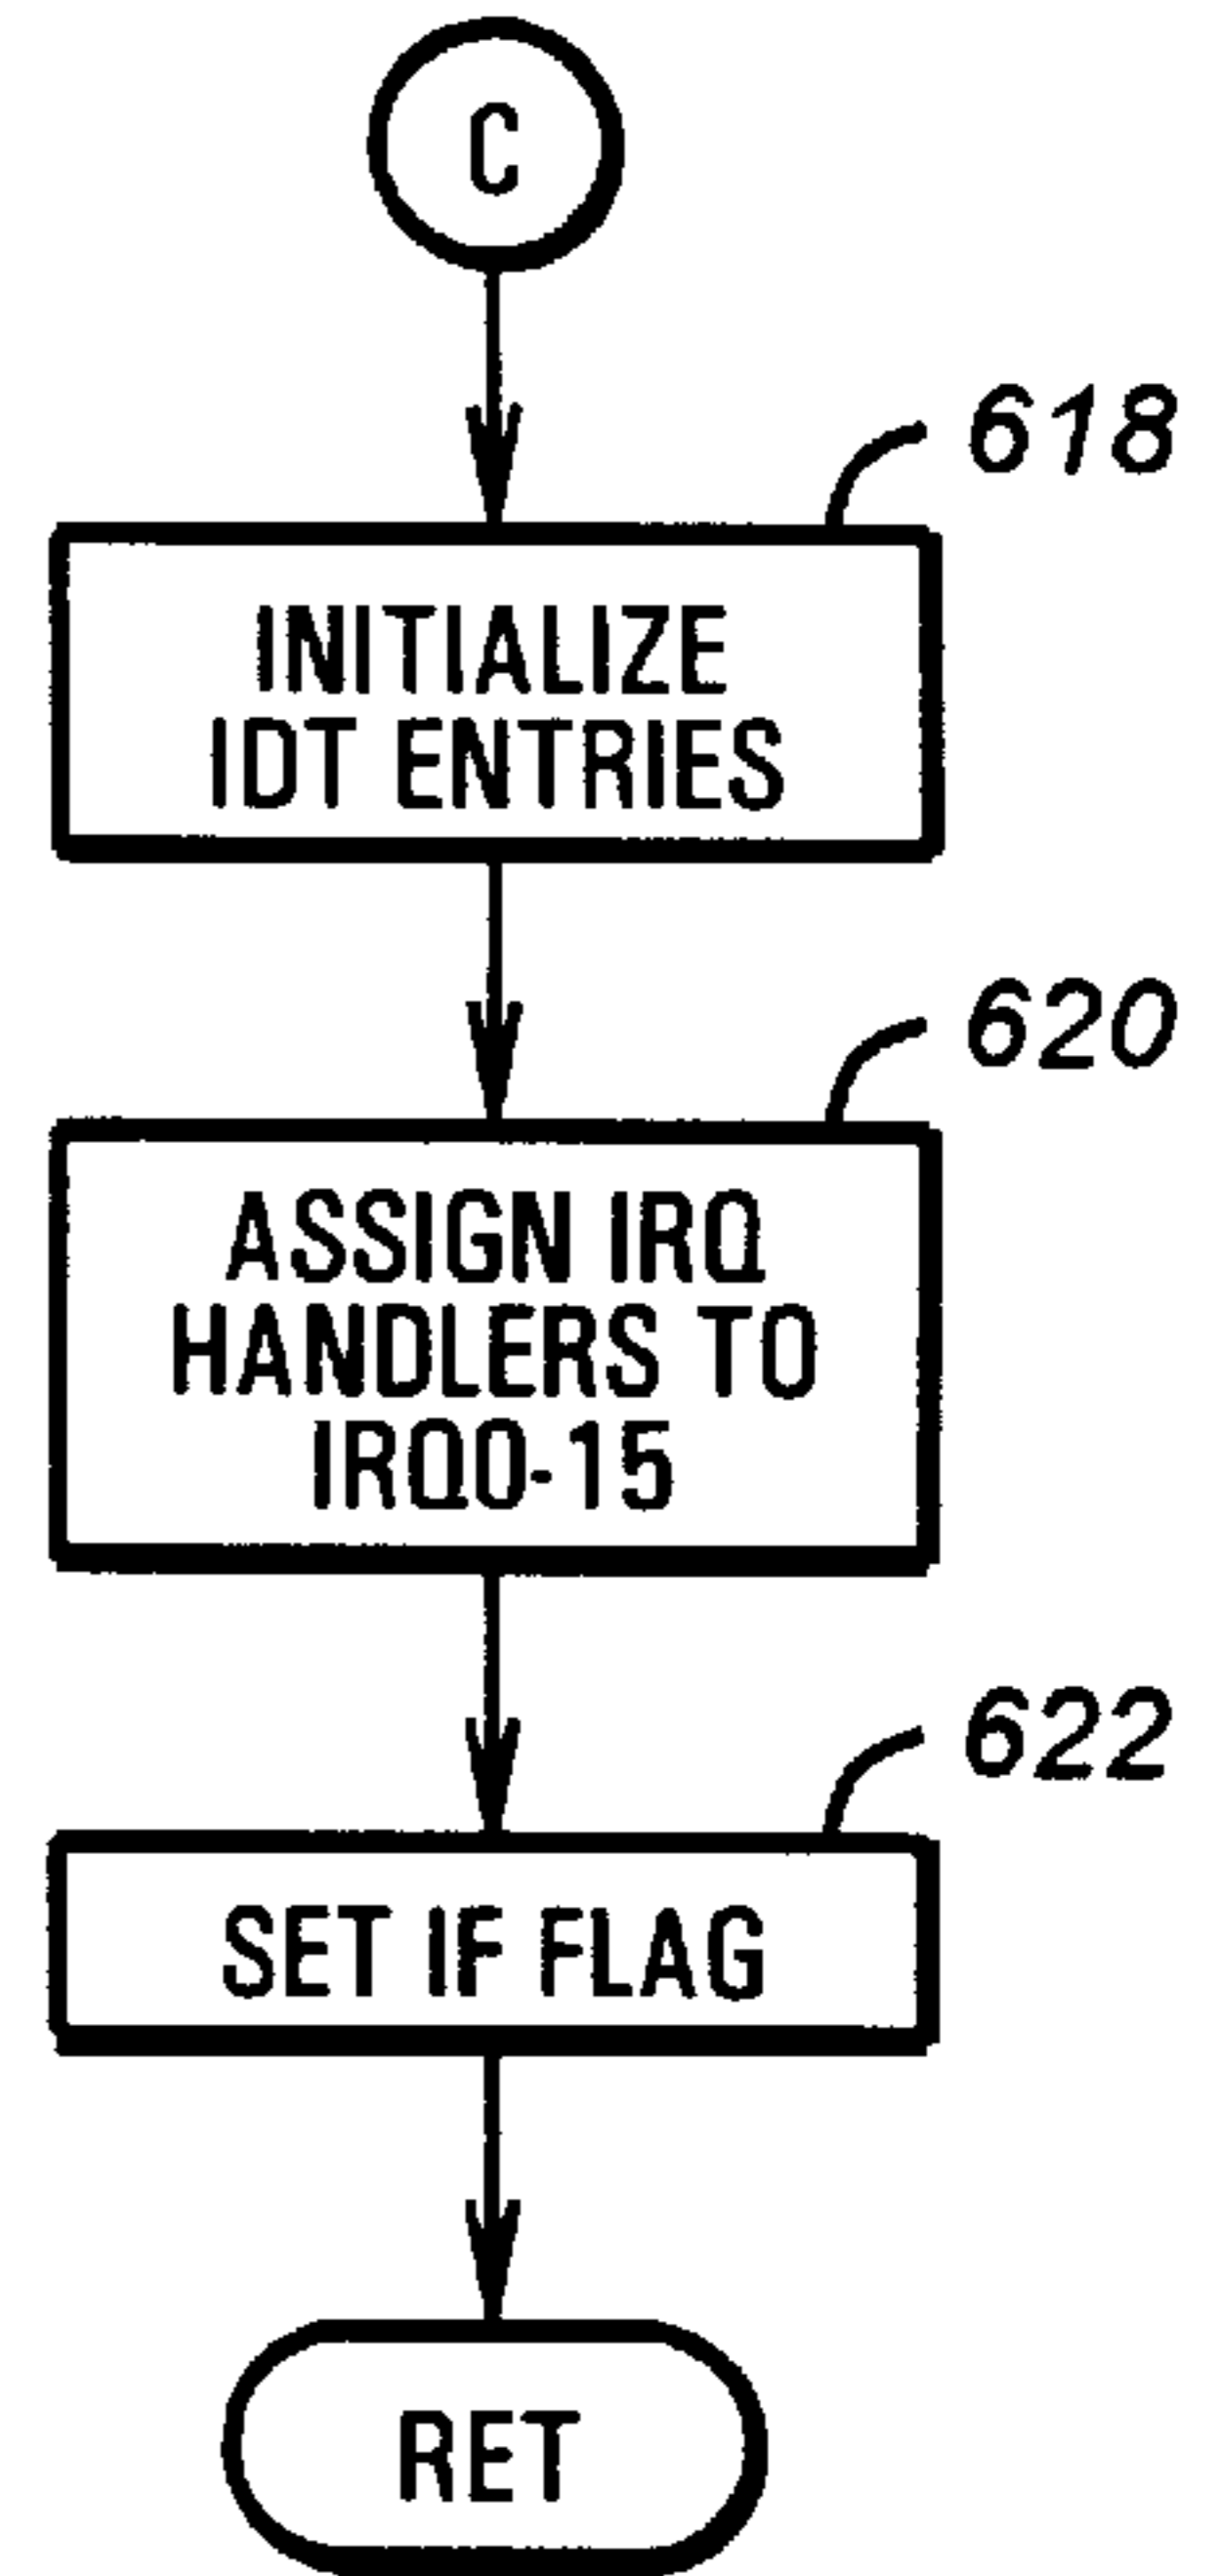 C
618
INITIALIZE
IDT ENTRIES
620
ASSIGN IRQ
HANDLERS TO
IRQ0-15
622
SET IF FLAG
RET